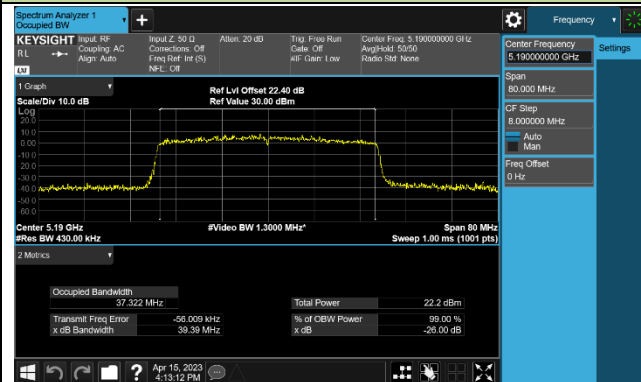 Spectrum Analyzer 1
Occupied BW
Frequency
KEYSIGHT
Input: RF
Coupling: AC
Align: Auto
Input Z: 50 Ω
Corrections: Off
Freq Ref: Int (S)
NFE: Off
Atten: 20 dB
Trig: Free Run
Gate: Off
#IF Gain: Low
Center Freq: 5.190000000 GHz
Avg|Hold: 50/50
Radio Std: None
RL
LXI
Center Frequency
5.190000000 GHz
Settings
Span
80.000 MHz
CF Step
8.000000 MHz
Auto
Man
Freq Offset
0 Hz
1 Graph
Scale/Div 10.0 dB
Ref Lvl Offset 22.40 dB
Ref Value 30.00 dBm
Log
20.0
10.0
0.00
-10.0
-20.0
-30.0
-40.0
-50.0
-60.0
Center 5.19 GHz
#Res BW 430.00 kHz
#Video BW 1.3000 MHz*
Span 80 MHz
Sweep 1.00 ms (1001 pts)
2 Metrics
Occupied Bandwidth
37.322 MHz
Transmit Freq Error
-56.009 kHz
x dB Bandwidth
39.39 MHz
Total Power
22.2 dBm
% of OBW Power
99.00 %
x dB
-26.00 dB
Apr 15, 2023
4:13:12 PM